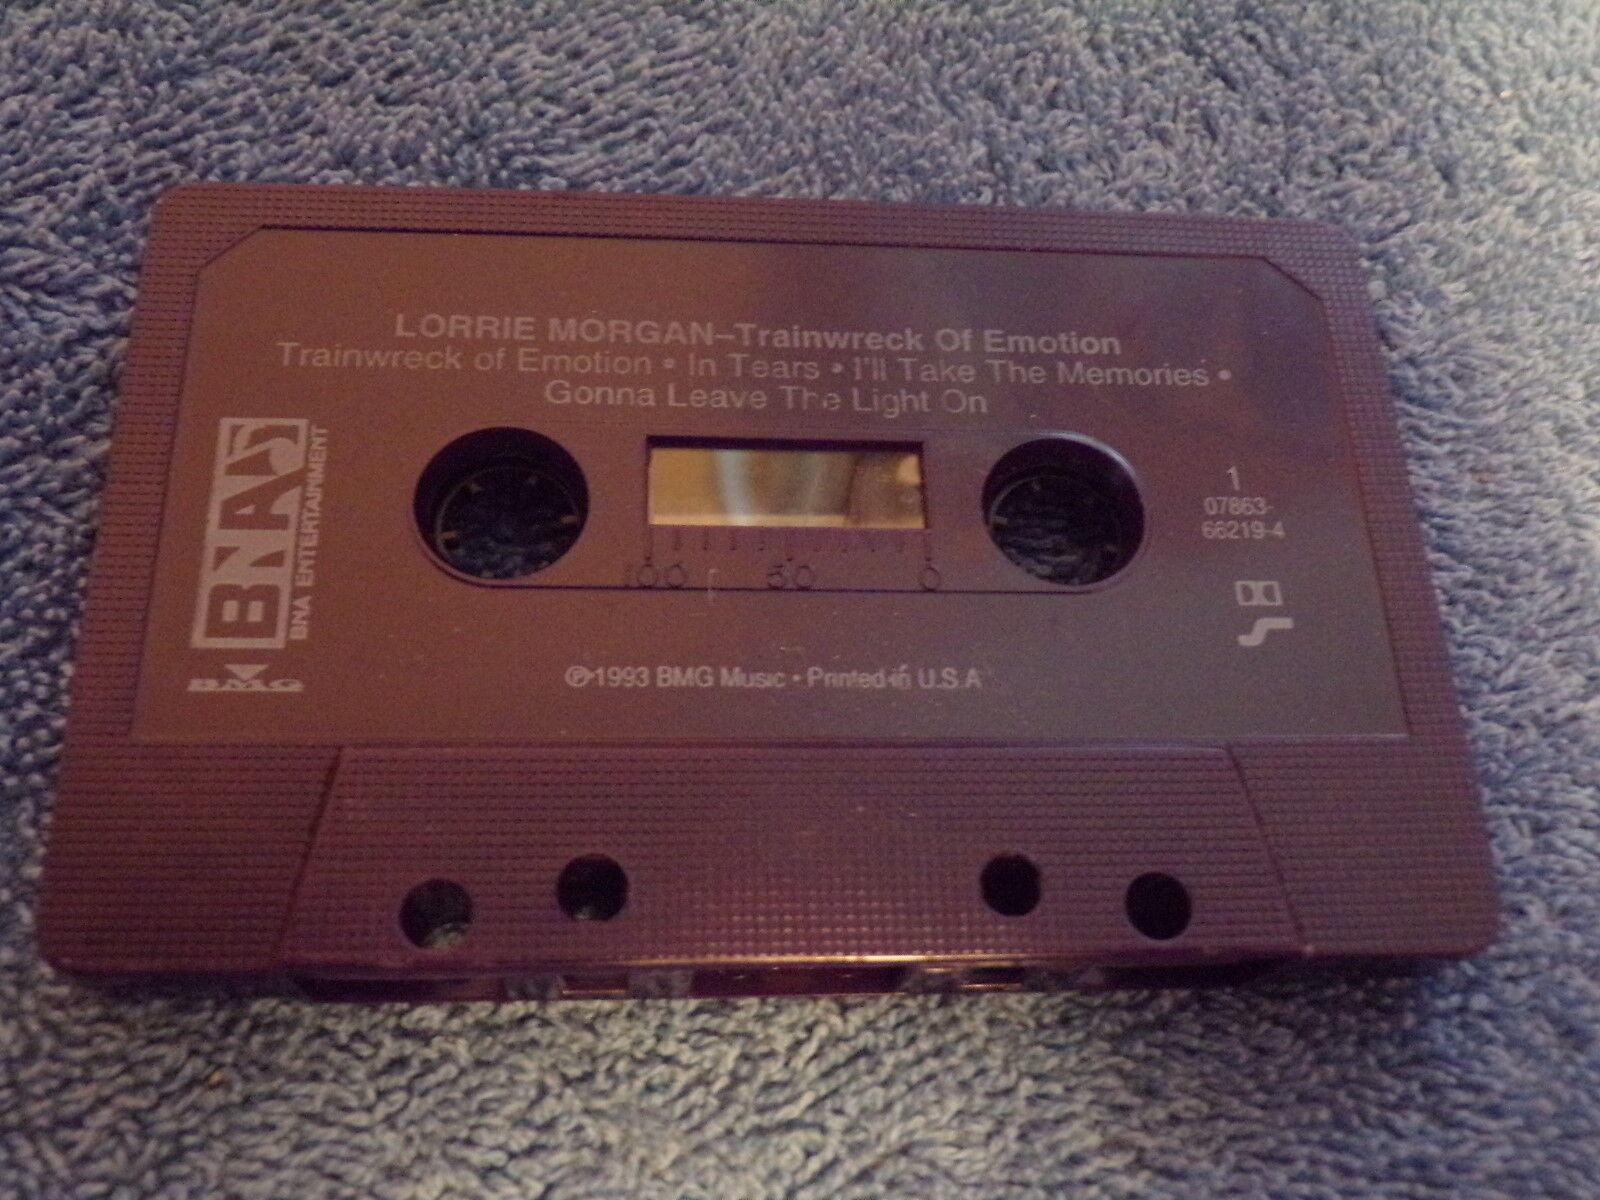 LORRIE MORGAN–Trainwreck Of Emotion
Trainwreck of Emotion • In Tears • I'll Take The Memories •
Gonna Leave The Light On
BNA
BNA ENTERTAINMENT
BMG
1
07863-
66219-4
100 50 0
℗1993 BMG Music • Printed in U.S.A